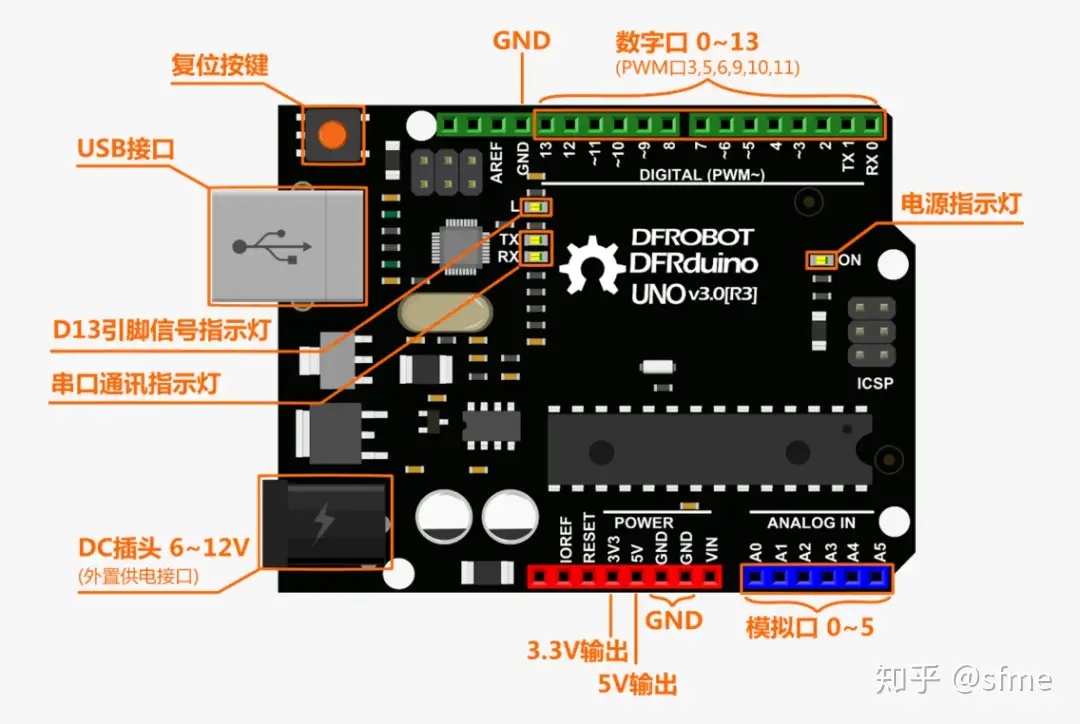 GND
数字口 0~13
(PWM口3,5,6,9,10,11)
复位按键
USB接口
AREF
GND
13
12
~11
~10
~9
8
7
~6
~5
4
~3
2
TX 1
RX 0
DIGITAL (PWM~)
L
TX
RX
电源指示灯
ON
DFROBOT
DFRduino
UNO v3.0[R3]
D13引脚信号指示灯
串口通讯指示灯
ICSP
DC插头 6~12V
(外置供电接口)
POWER
ANALOG IN
IOREF
RESET
3V3
5V
GND
GND
VIN
A0
A1
A2
A3
A4
A5
GND
模拟口 0~5
3.3V输出
5V输出
知乎 @sfme